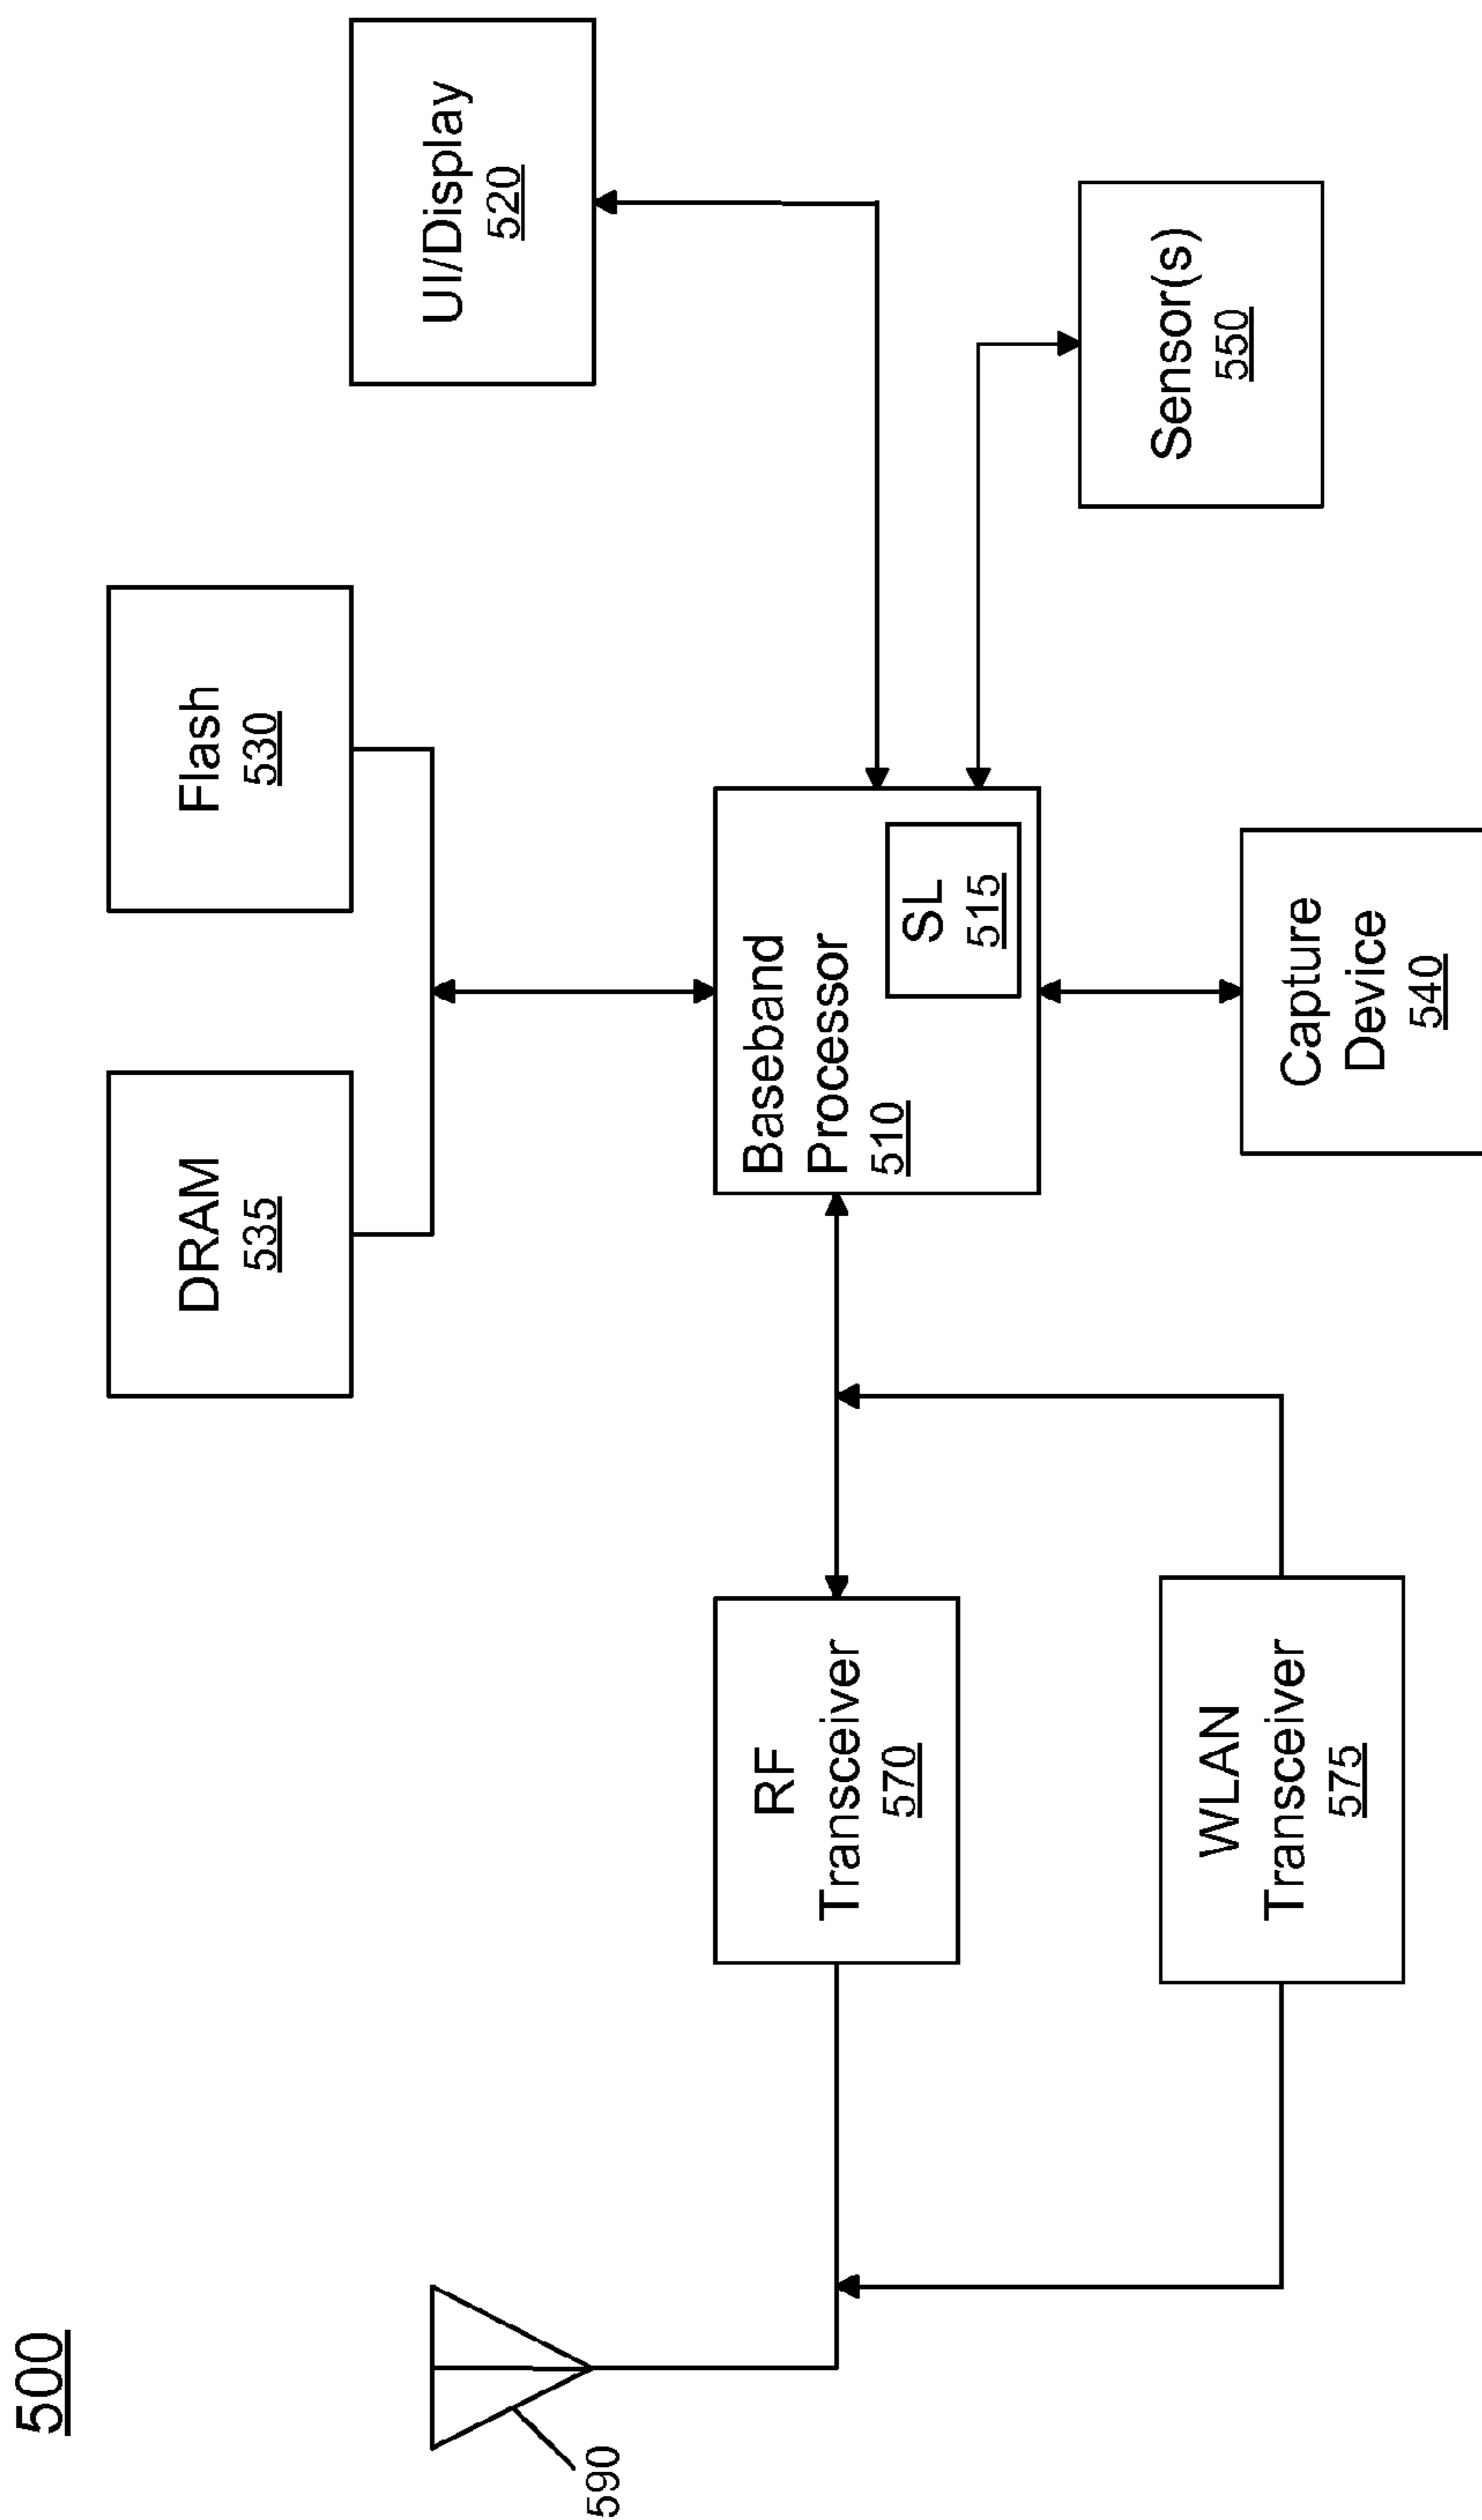 500
DRAM
535
Flash
530
UI/Display
520
590
RF
Transceiver
570
Baseband
Processor
510
SL
515
WLAN
Transceiver
575
Capture
Device
540
Sensor(s)
550